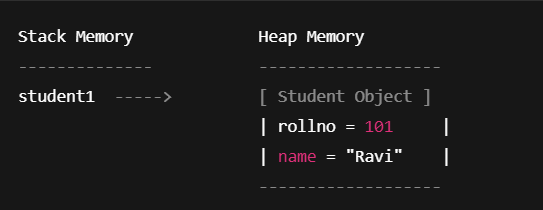 Stack Memory          Heap Memory
--------------        -------------------
student1  ----->      [ Student Object ]
                      | rollno = 101     |
                      | name = "Ravi"    |
                      -------------------